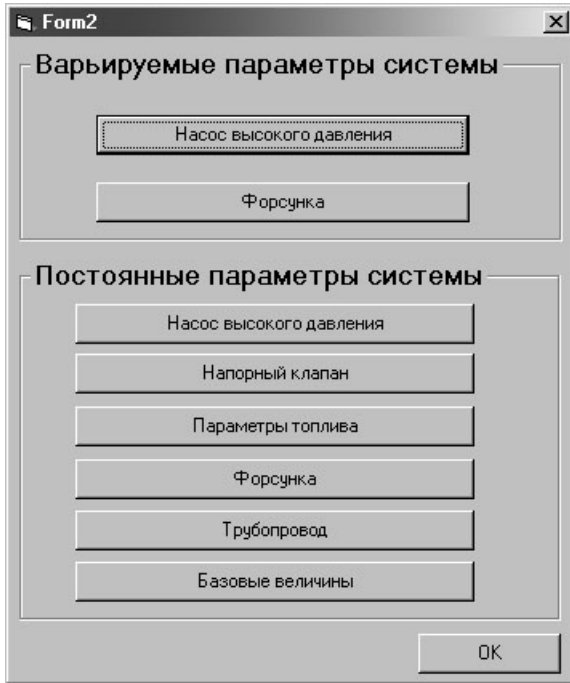 Form2
Варьируемые параметры системы
Насос высокого давления
Форсунка
Постоянные параметры системы
Насос высокого давления
Напорный клапан
Параметры топлива
Форсунка
Трубопровод
Базовые величины
OK